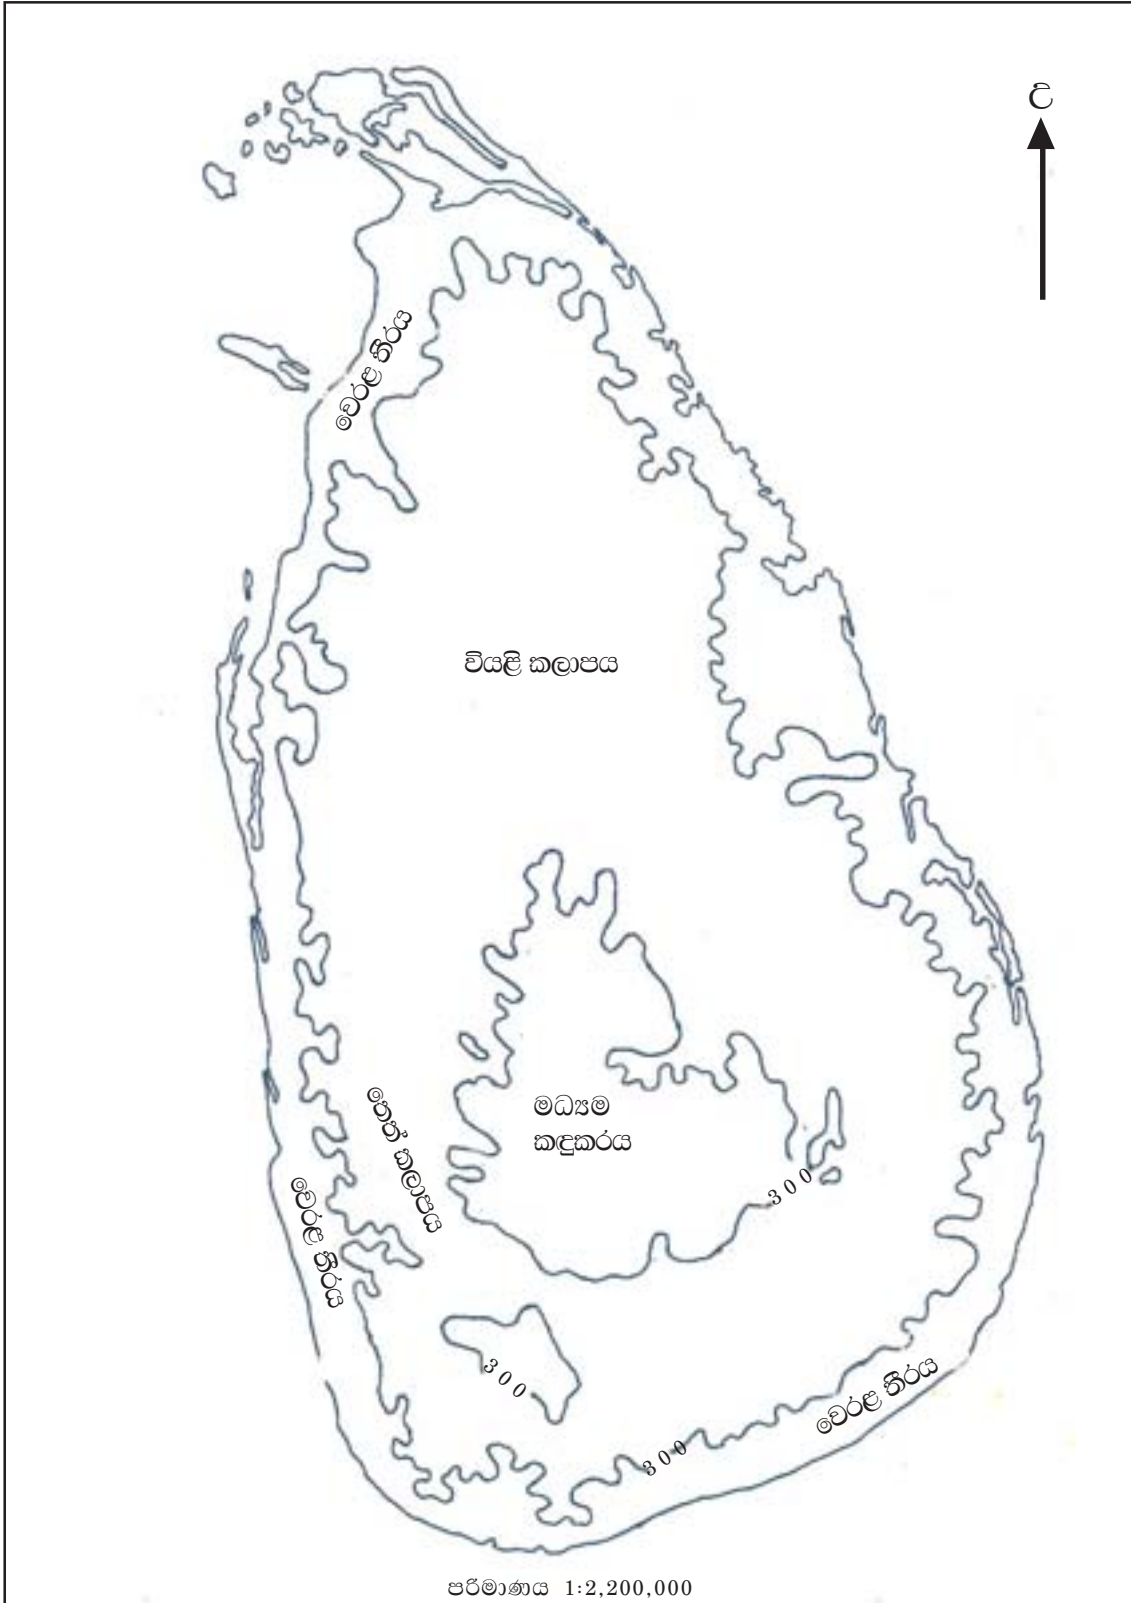 උ
වෙරළ තීරය
වියළි කලාපය
මධ්‍යම
කඳුකරය
තෙත් කලාපය
300
වෙරළ තීරය
300
වෙරළ තීරය
300
පරිමාණය 1:2,200,000